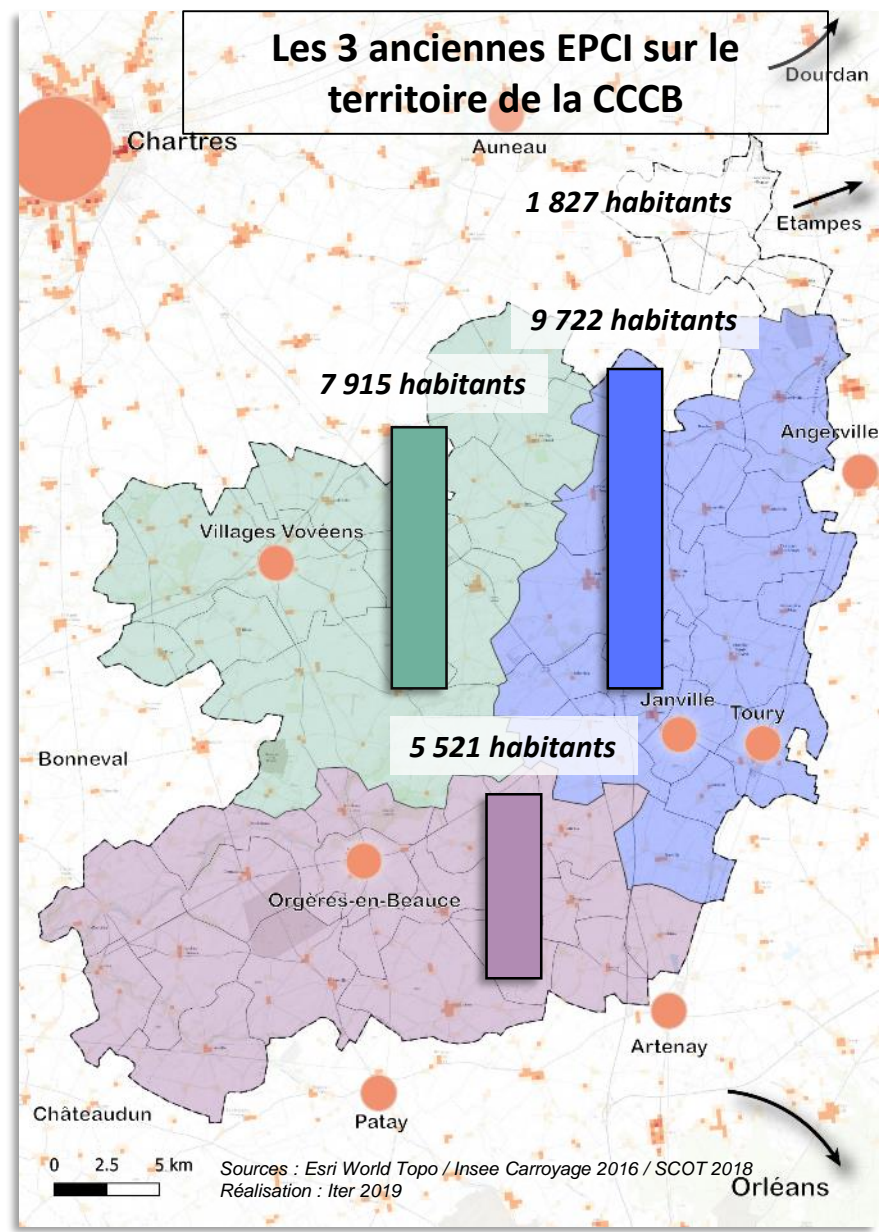 Les 3 anciennes EPCI sur le
territoire de la CCCB
Dourdan
Chartres
Auneau
1 827 habitants
Etampes
9 722 habitants
7 915 habitants
Angerville
Villages Vovéens
Janville
Toury
5 521 habitants
Bonneval
Orgères-en-Beauce
Artenay
Châteaudun
Patay
0 2.5 5 km
Sources : Esri World Topo / Insee Carroyage 2016 / SCOT 2018
Réalisation : Iter 2019
Orléans